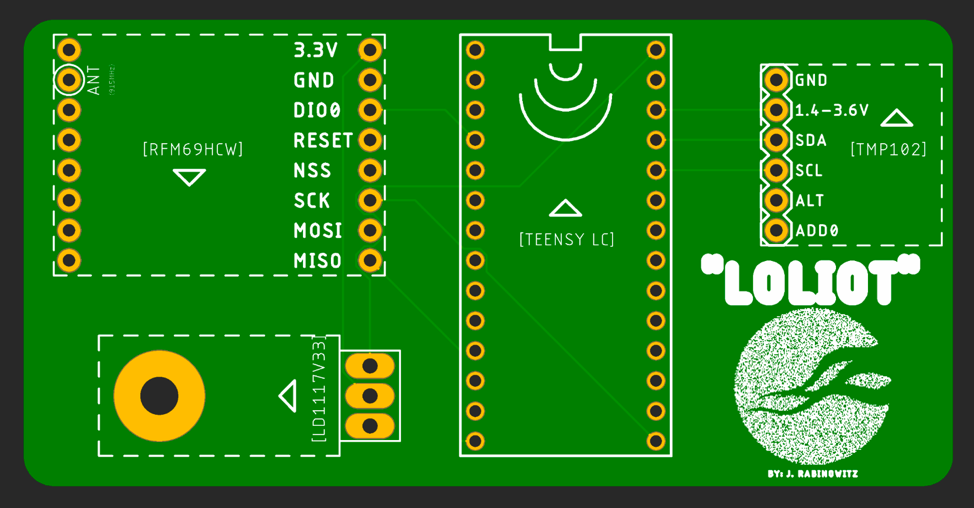 3.3V
GND
DIO0
RESET
NSS
SCK
MOSI
MISO
ANT
(915MHz)
[RFM69HCW]
[LD1117V33]
[TEENSY LC]
GND
1.4-3.6V
SDA
SCL
ALT
ADD0
[TMP102]
"LOLIOT"
BY: J. RABINOWITZ